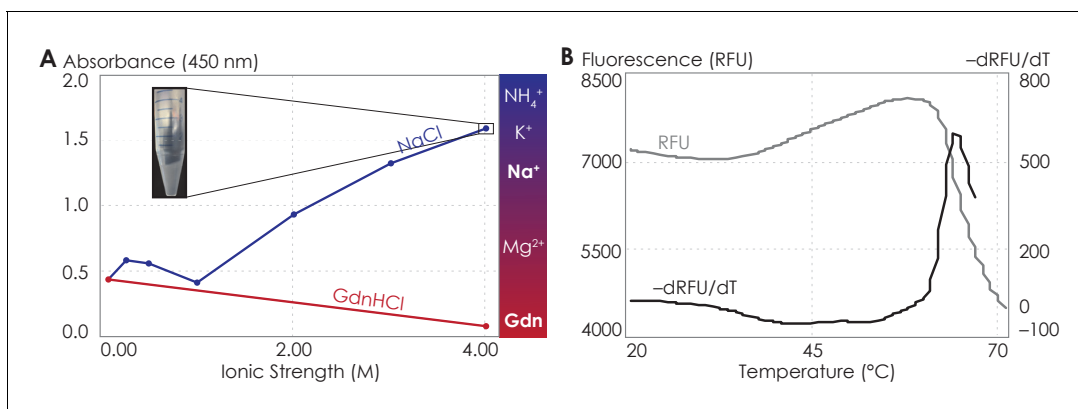 A Absorbance (450 nm)
2.0
1.5
1.0
0.5
0.0
NaCl
GdnHCl
0.00
2.00
4.00
Ionic Strength (M)
NH₄⁺
K⁺
Na⁺
Mg²⁺
Gdn
B Fluorescence (RFU)
–dRFU/dT
8500
7000
5500
4000
RFU
–dRFU/dT
800
500
200
0
–100
20
45
70
Temperature (°C)